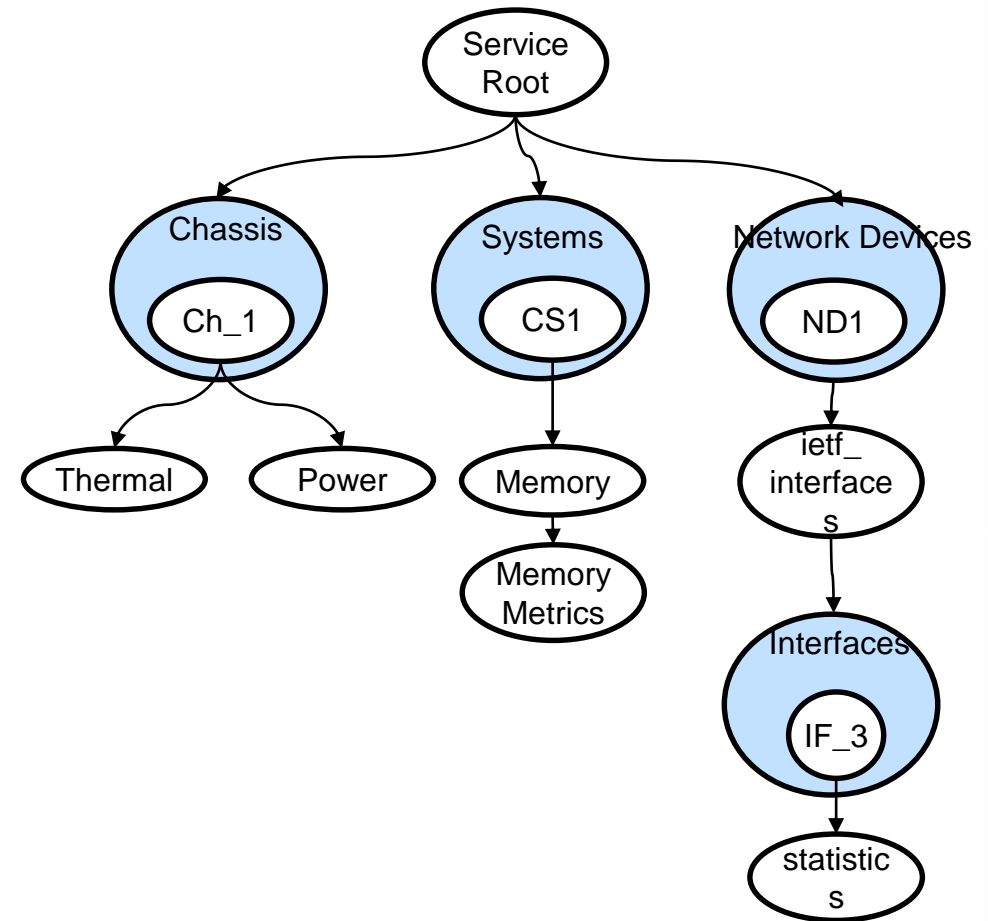 Service
Root
Chassis
Systems
Network Devices
Ch_1
CS1
ND1
Thermal
Power
Memory
ietf_
interface
s
Memory
Metrics
Interfaces
IF_3
statistic
s